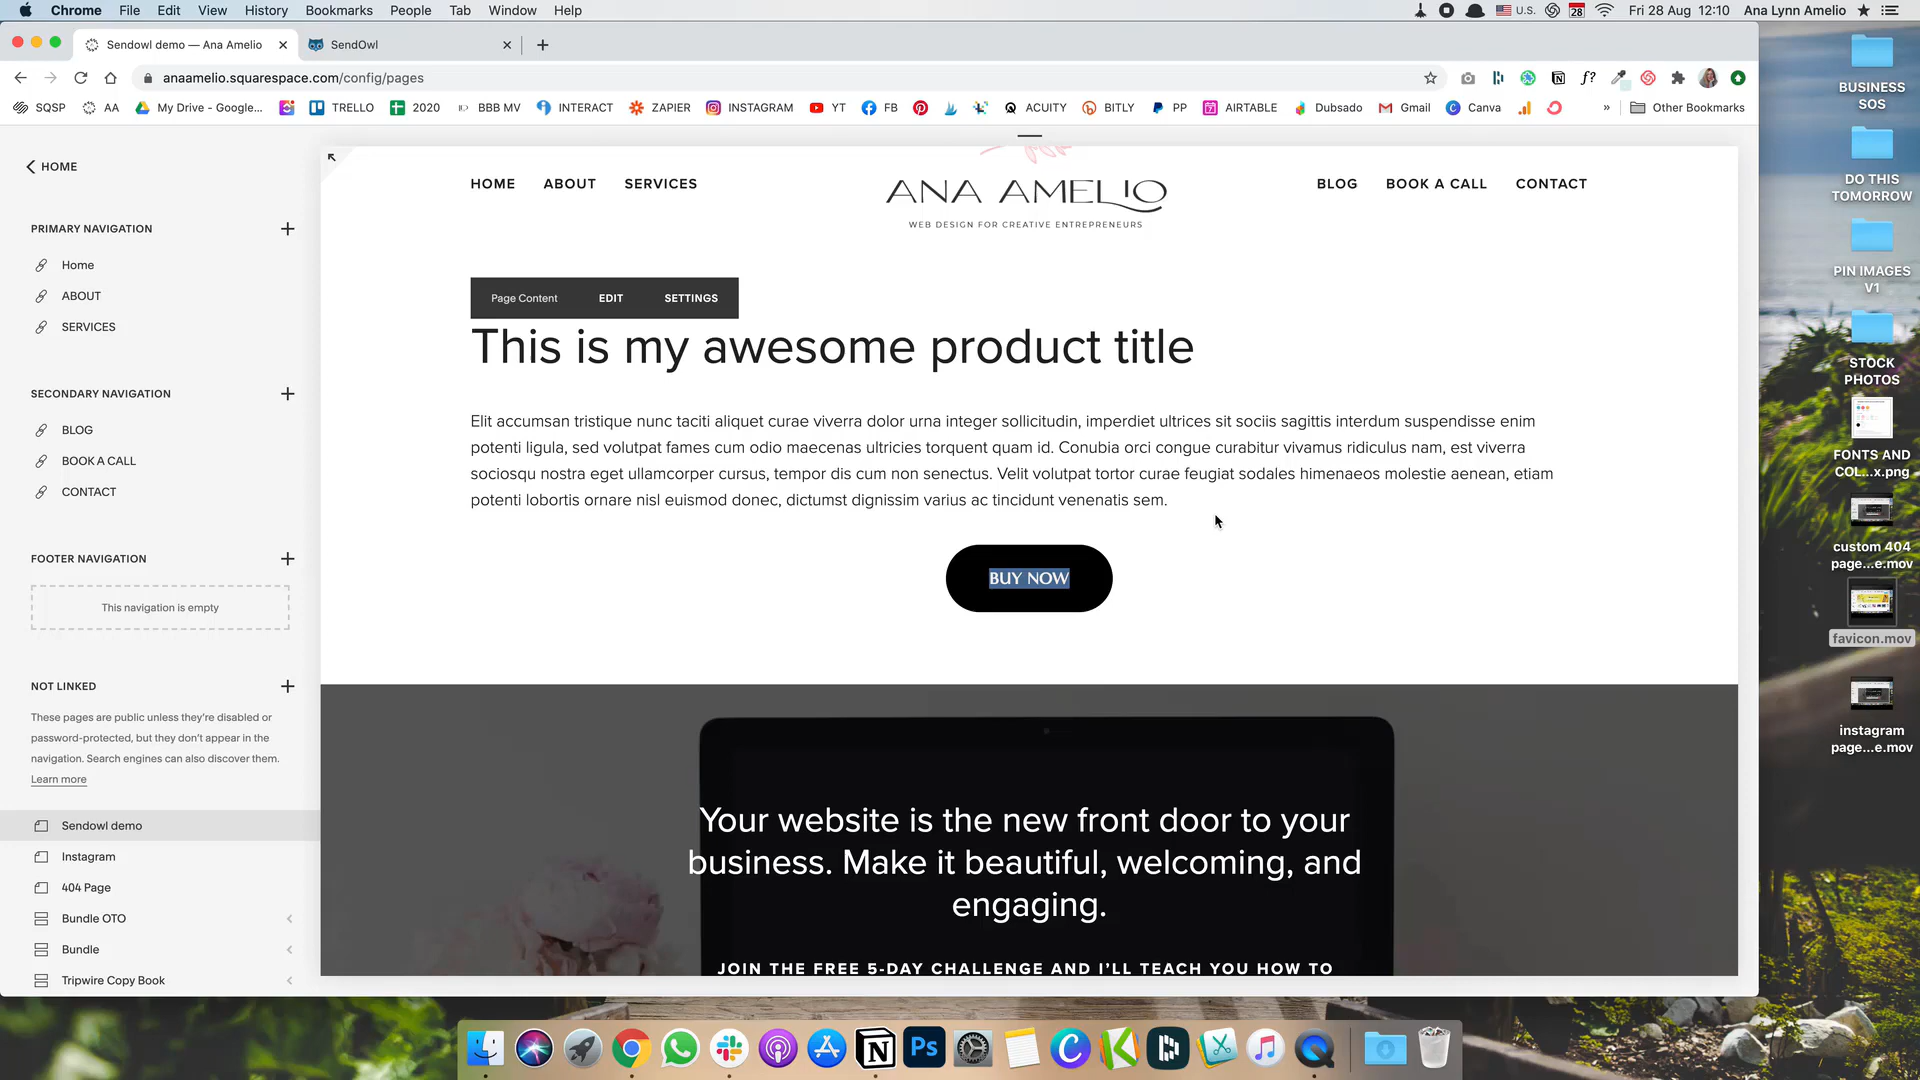 Chrome File Edit View History Bookmarks People Tab Window Help
U.S. 28 Fri 28 Aug 12:10 Ana Lynn Amelio
Sendowl demo — Ana Amelio
SendOwl
anaamelio.squarespace.com/config/pages
SQSP AA My Drive - Google... TRELLO 2020 BBB MV INTERACT ZAPIER INSTAGRAM YT FB ACUITY BITLY PP AIRTABLE Dubsado Gmail Canva » Other Bookmarks
HOME
PRIMARY NAVIGATION
Home
ABOUT
SERVICES
SECONDARY NAVIGATION
BLOG
BOOK A CALL
CONTACT
FOOTER NAVIGATION
This navigation is empty
NOT LINKED
These pages are public unless they're disabled or
password-protected, but they don't appear in the
navigation. Search engines can also discover them.
Learn more
Sendowl demo
Instagram
404 Page
Bundle OTO
Bundle
Tripwire Copy Book
HOME ABOUT SERVICES
ANA AMELIO
WEB DESIGN FOR CREATIVE ENTREPRENEURS
BLOG BOOK A CALL CONTACT
Page Content EDIT SETTINGS
This is my awesome product title
Elit accumsan tristique nunc taciti aliquet curae viverra dolor urna integer sollicitudin, imperdiet ultrices sit sociis sagittis interdum suspendisse enim
potenti ligula, sed volutpat fames cum odio maecenas ultricies torquent quam id. Conubia orci congue curabitur vivamus ridiculus nam, est viverra
sociosqu nostra eget ullamcorper cursus, tempor dis cum non senectus. Velit volutpat tortor curae feugiat sodales himenaeos molestie aenean, etiam
potenti lobortis ornare nisl euismod donec, dictumst dignissim varius ac tincidunt venenatis sem.
BUY NOW
Your website is the new front door to your
business. Make it beautiful, welcoming, and
engaging.
JOIN THE FREE 5-DAY CHALLENGE AND I'LL TEACH YOU HOW TO
BUSINESS
SOS
DO THIS
TOMORROW
PIN IMAGES
V1
STOCK
PHOTOS
FONTS AND
COL...x.png
custom 404
page...e.mov
favicon.mov
instagram
page...e.mov
Ps